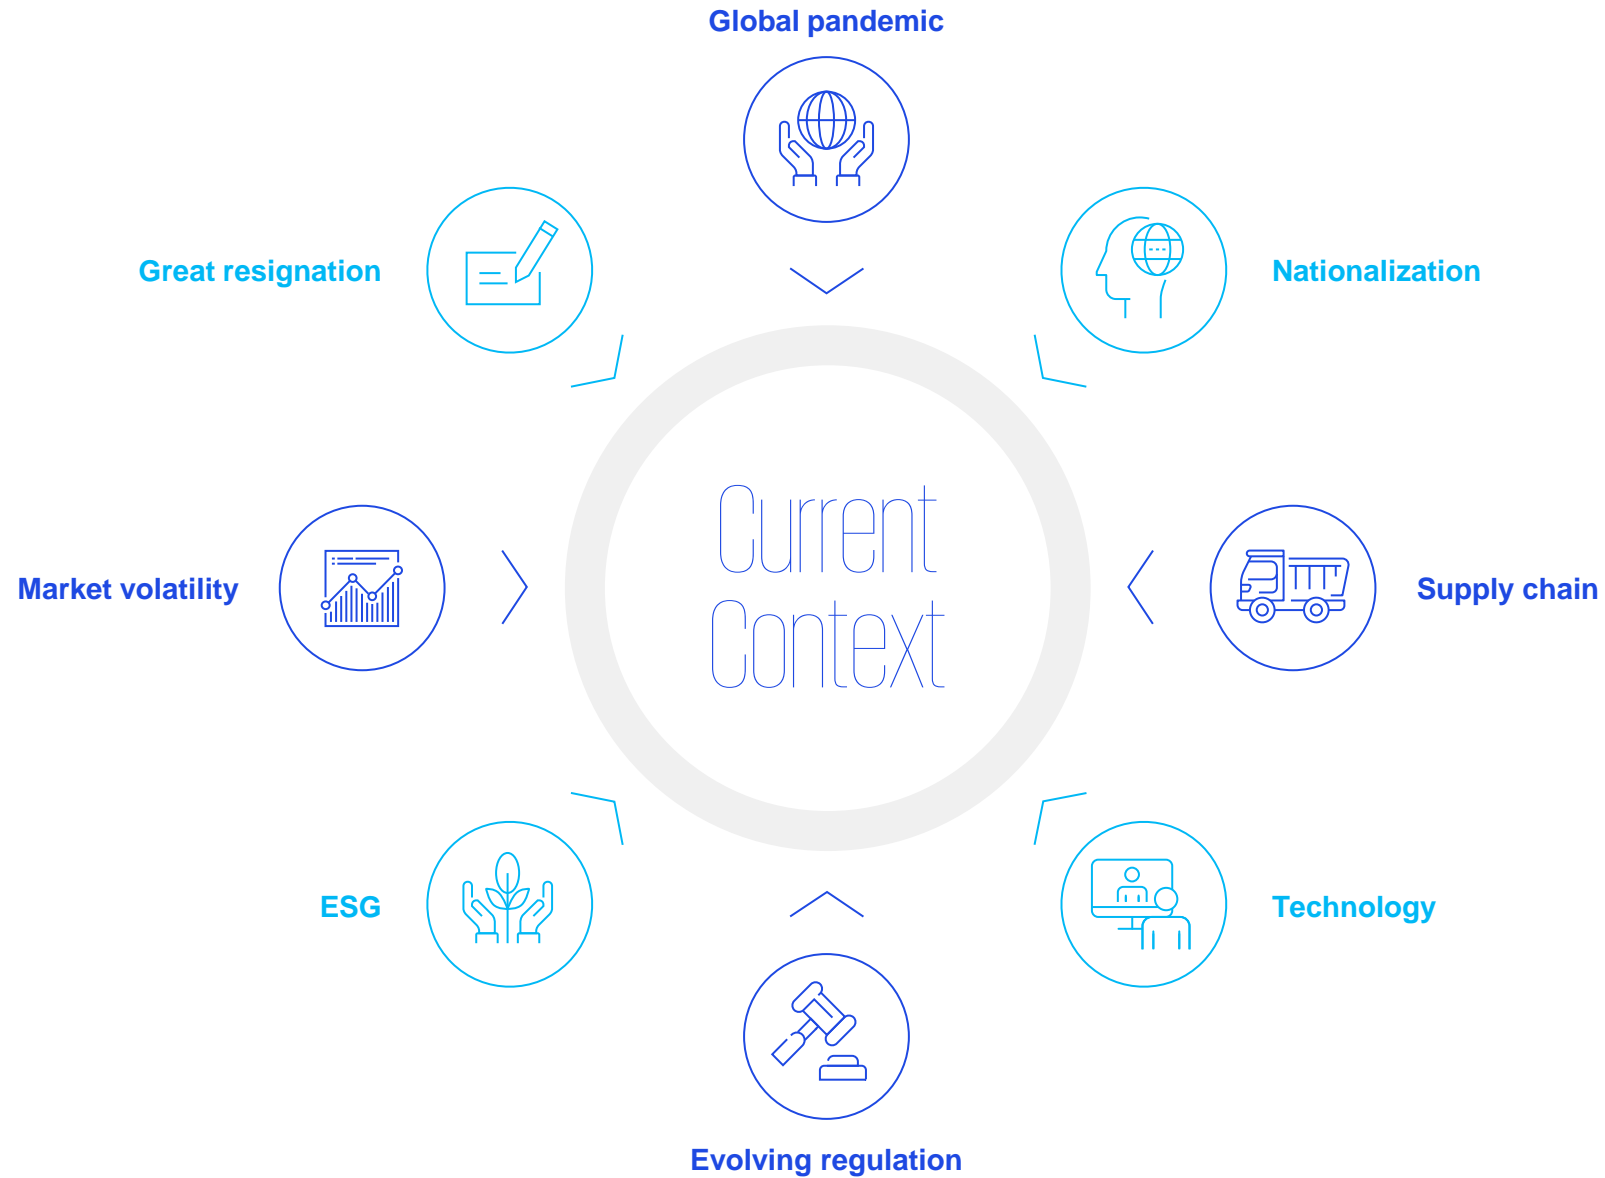 Global pandemic
Great resignation
Nationalization
Current
Context
Market volatility
Supply chain
ESG
Technology
Evolving regulation